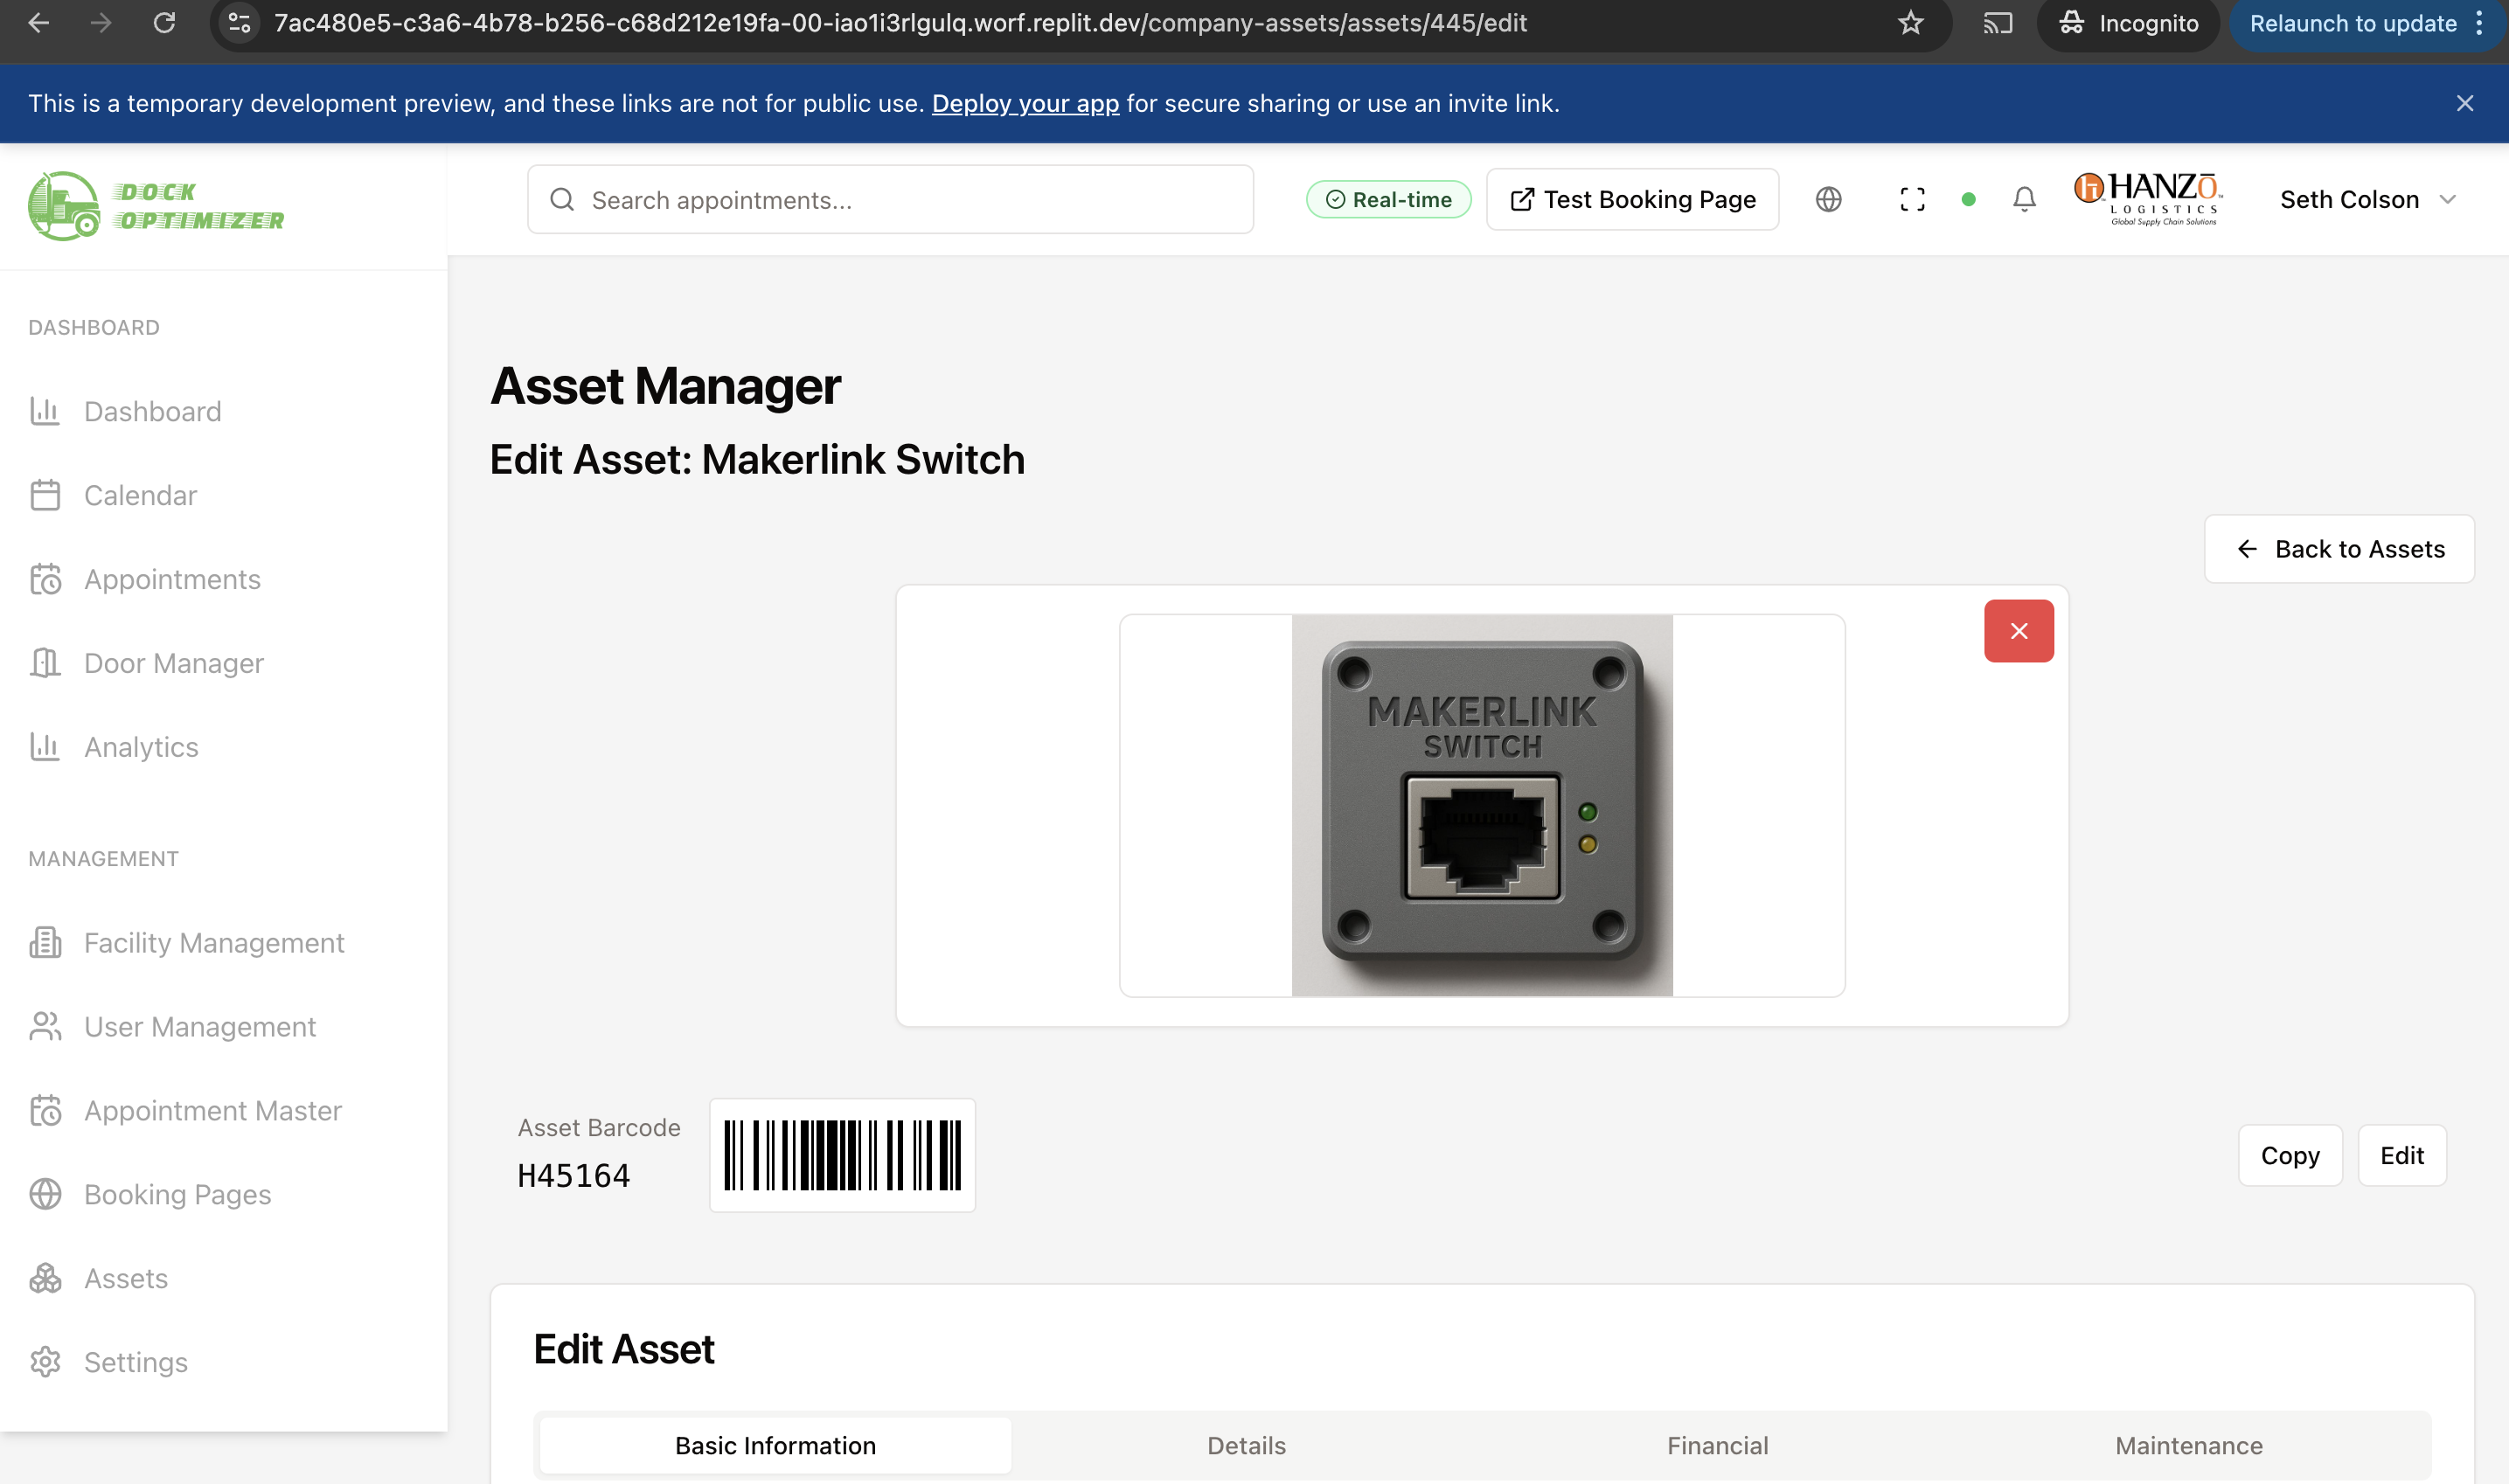 7ac480e5-c3a6-4b78-b256-c68d212e19fa-00-iao1i3rlgulq.worf.replit.dev/company-assets/assets/445/edit
Incognito
Relaunch to update
This is a temporary development preview, and these links are not for public use. Deploy your app for secure sharing or use an invite link.
DOCK
OPTIMIZER
Search appointments...
Real-time
Test Booking Page
HANZŌ
LOGISTICS
Global Supply Chain Solutions
Seth Colson
DASHBOARD
Dashboard
Calendar
Appointments
Door Manager
Analytics
MANAGEMENT
Facility Management
User Management
Appointment Master
Booking Pages
Assets
Settings
Asset Manager
Edit Asset: Makerlink Switch
Back to Assets
MAKERLINK
SWITCH
Asset Barcode
H45164
Copy
Edit
Edit Asset
Basic Information
Details
Financial
Maintenance